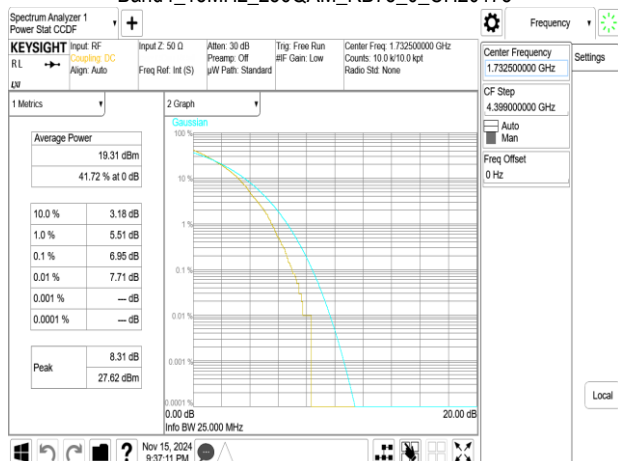 Spectrum Analyzer 1
Power Stat CCDF
Frequency
KEYSIGHT
RL
Input: RF
Coupling: DC
Align: Auto
Input Z: 50 Ω
Freq Ref: Int (S)
Atten: 30 dB
Preamp: Off
µW Path: Standard
Trig: Free Run
#IF Gain: Low
Center Freq: 1.732500000 GHz
Counts: 10.0 k/10.0 kpt
Radio Std: None
Center Frequency
1.732500000 GHz
Settings
CF Step
4.399000000 GHz
Auto
Man
Freq Offset
0 Hz
1 Metrics
2 Graph
Average Power
19.31 dBm
41.72 % at 0 dB
10.0 % 3.18 dB
1.0 % 5.51 dB
0.1 % 6.95 dB
0.01 % 7.71 dB
0.001 % --- dB
0.0001 % --- dB
Peak
8.31 dB
27.62 dBm
Gaussian
100 %
10 %
1 %
0.1 %
0.01 %
0.001 %
0.0001 %
0.00 dB
20.00 dB
Info BW 25.000 MHz
Local
Nov 15, 2024
9:37:11 PM